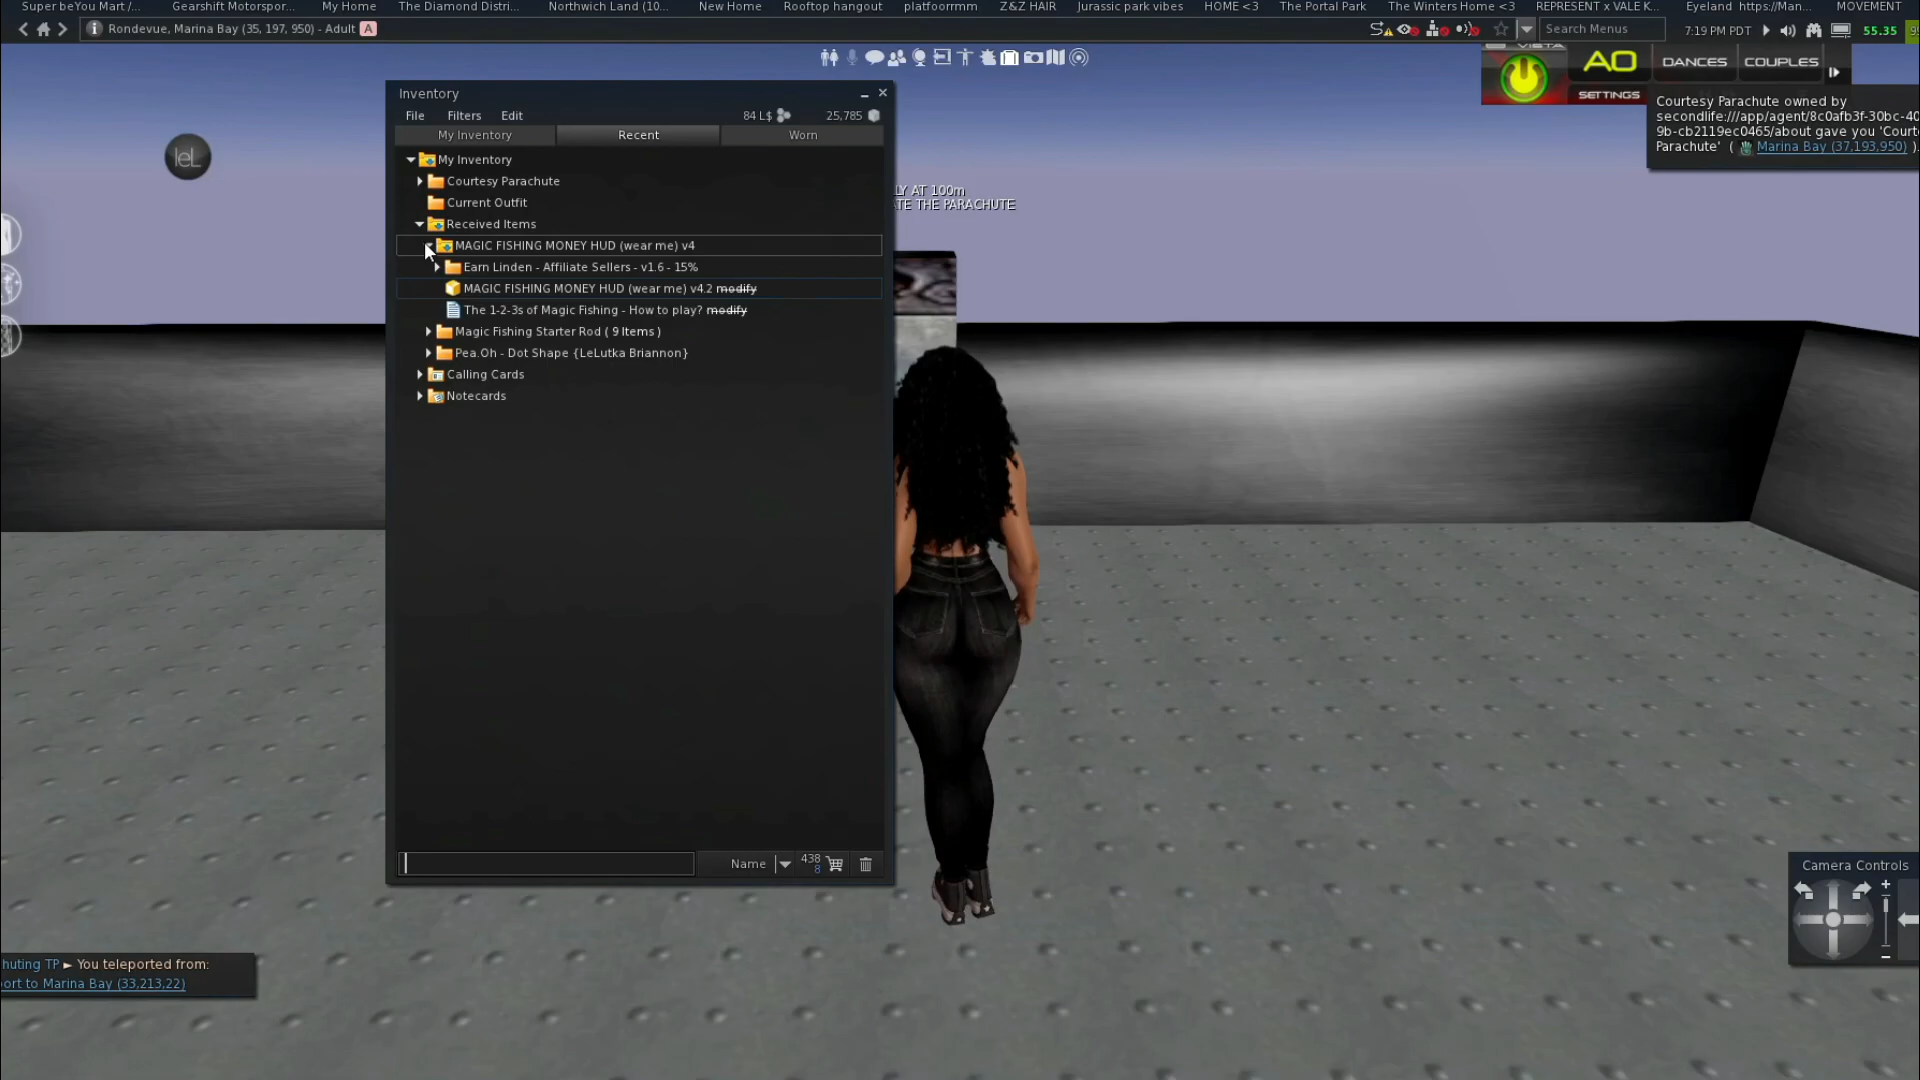 Super beYou Mart /... Gearshift Motorspor... My Home The Diamond Distri... Northwich Land (10... New Home Rooftop hangout platfoorrmm Z&Z HAIR Jurassic park vibes HOME <3 The Portal Park The Winters Home <3 REPRESENT x VALE K... Eyeland https://Man... MOVEMENT
Rondevue, Marina Bay (35, 197, 950) - Adult A Search Menus 7:19 PM PDT 55.35
AO DANCES COUPLES
SETTINGS
Courtesy Parachute owned by
secondlife:///app/agent/8c0afb3f-30bc-40
9b-cb2119ec0465/about gave you 'Court
Parachute' ( Marina Bay (37,193,950) ).
leL
LY AT 100m
TE THE PARACHUTE
Inventory
File Filters Edit 84 L$ 25,785
My Inventory Recent Worn
My Inventory
Courtesy Parachute
Current Outfit
Received Items
MAGIC FISHING MONEY HUD (wear me) v4
Earn Linden - Affiliate Sellers - v1.6 - 15%
MAGIC FISHING MONEY HUD (wear me) v4.2 modify
The 1-2-3s of Magic Fishing - How to play? modify
Magic Fishing Starter Rod ( 9 Items )
Pea.Oh - Dot Shape {LeLutka Briannon}
Calling Cards
Notecards
Name 438
8
Camera Controls
huting TP ► You teleported from:
ort to Marina Bay (33,213,22)